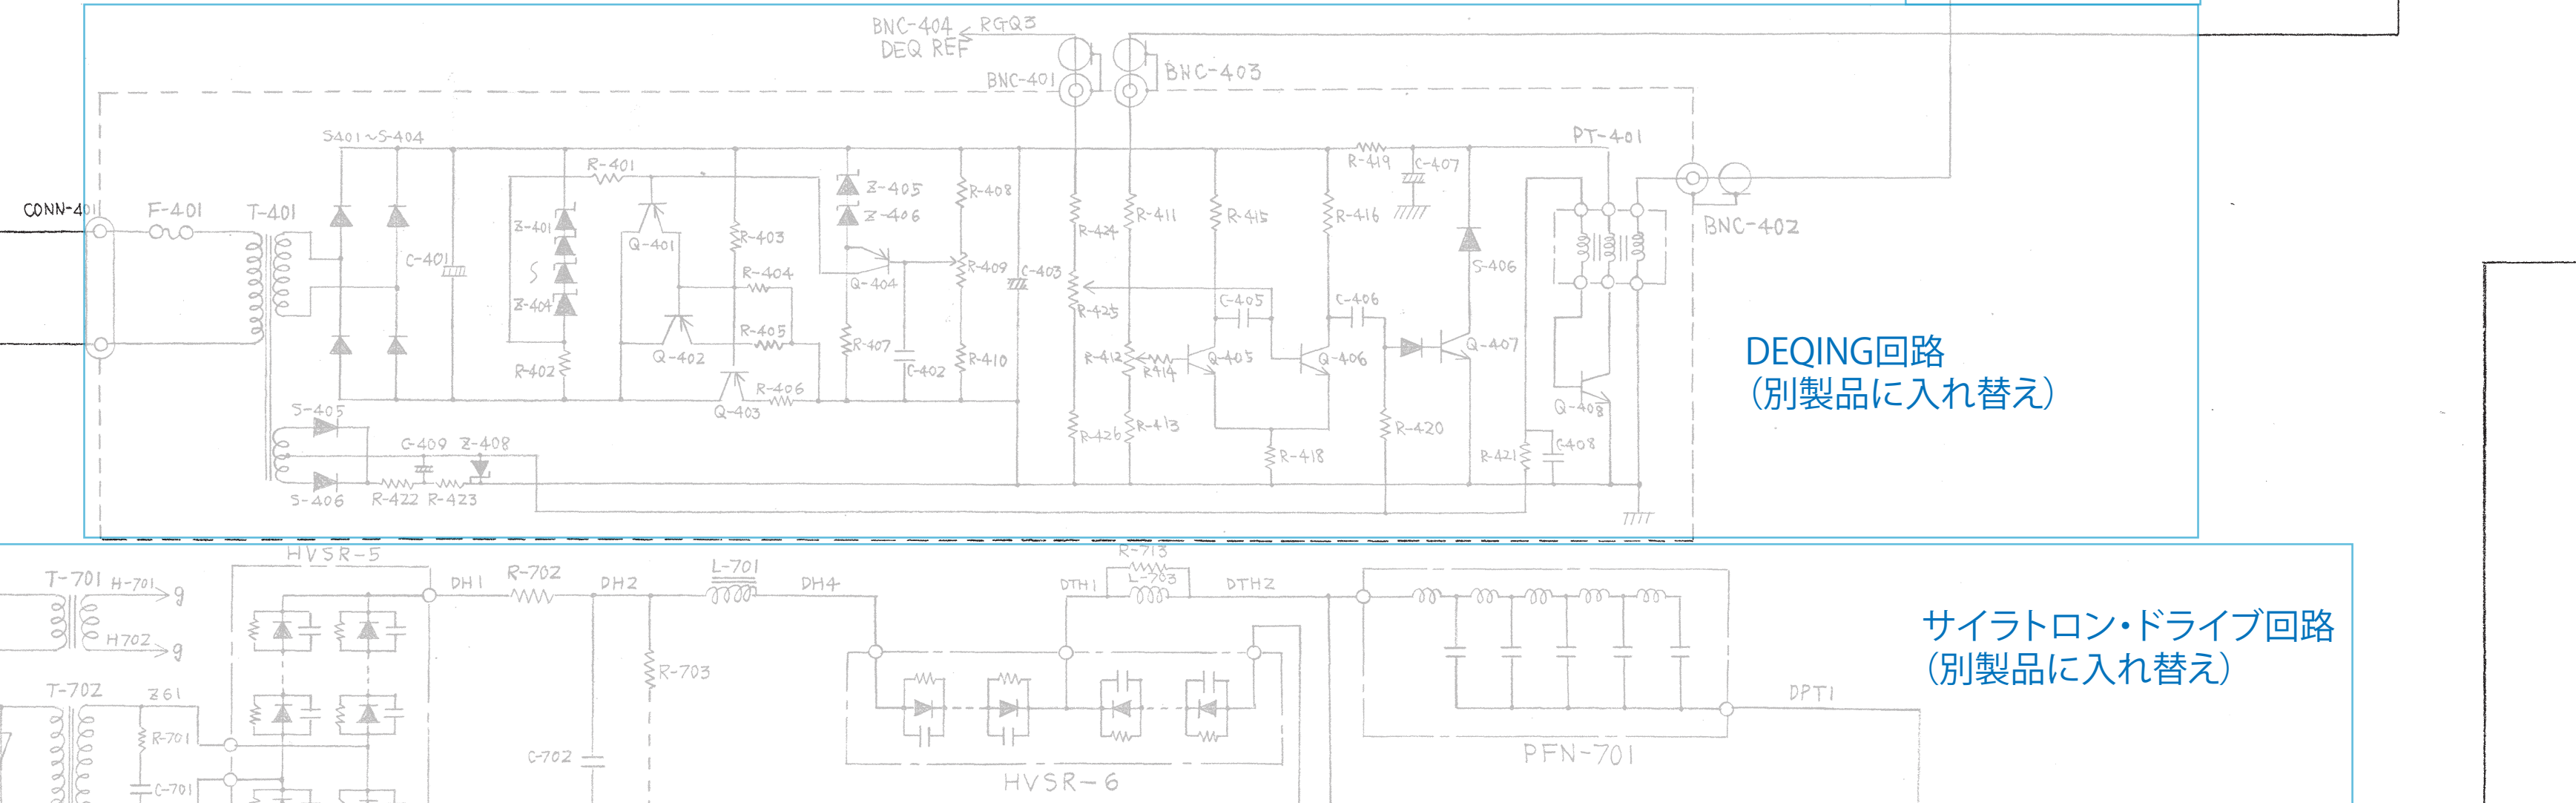 BNC-404
RGQ3
DEQ REF
BNC-401
BNC-403
S401~S-404
PT-401
R-401
R-419
C-407
Z-405
R-408
CONN-401
F-401
T-401
Z-406
R-411
R-415
R-416
Z-401
Q-401
R-403
R-424
BNC-402
C-401
R-404
R-409
C-403
S-406
Q-404
Z-404
C-405
C-406
R-425
R-405
R-407
Q-402
R-412
Q-405
Q-406
Q-407
DEQING回路
(別製品に入れ替え)
R-402
C-402
R-410
R414
R-406
Q-403
Q-408
S-405
R-426
R-413
R-420
C-409
Z-408
R-418
R-421
C-408
S-406
R-422
R-423
HVSR-5
R-713
T-701
H-701
g
DH1
R-702
DH2
L-701
DH4
DTH1
L-703
DTH2
H702
g
サイラトロン・ドライブ回路
(別製品に入れ替え)
R-703
T-702
Z61
DPT1
R-701
C-702
PFN-701
HVSR-6
C-701